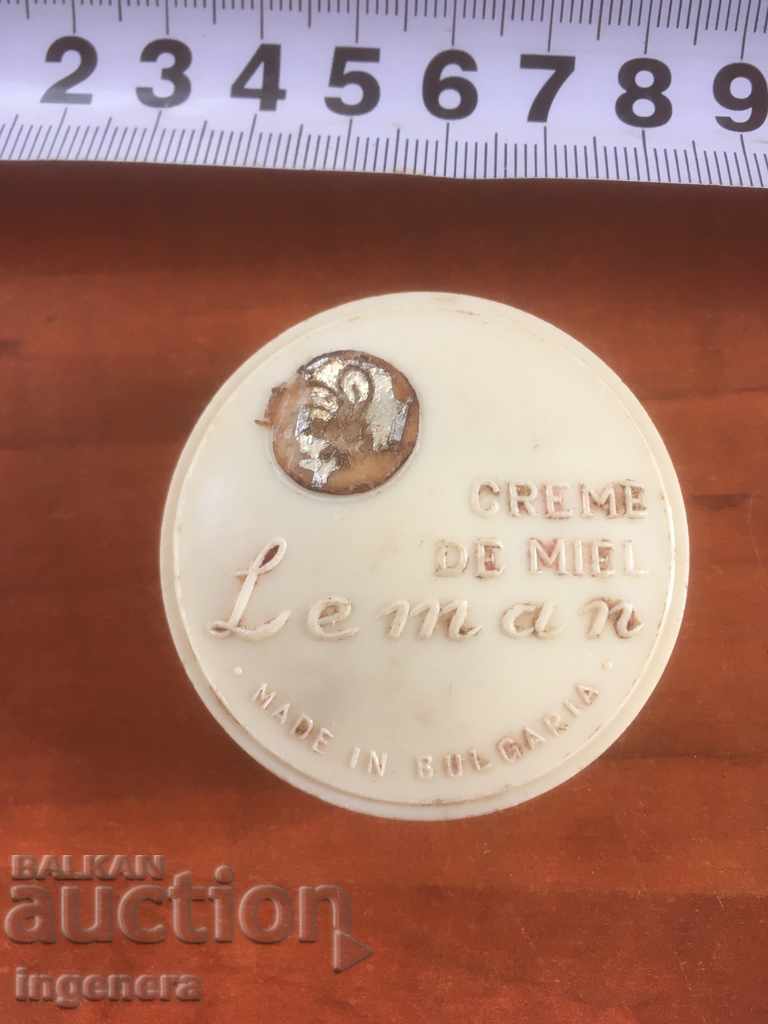 2 3 4 5 6 7 8 9
CREME
DE MIEL
Leman
· MADE IN BULGARIA ·
BALKAN
auction
ingenera